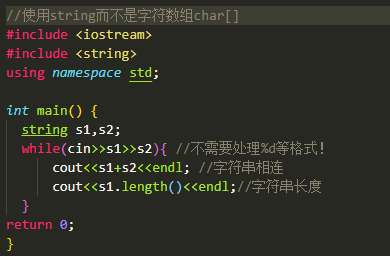 //使用string而不是字符数组char[]
#include <iostream>
#include <string>
using namespace std;
int main() {
string s1,s2;
while(cin>>s1>>s2){ //不需要处理%d等格式!
cout<<s1+s2<<endl; //字符串相连
cout<<s1.length()<<endl;//字符串长度
}
return 0;
}